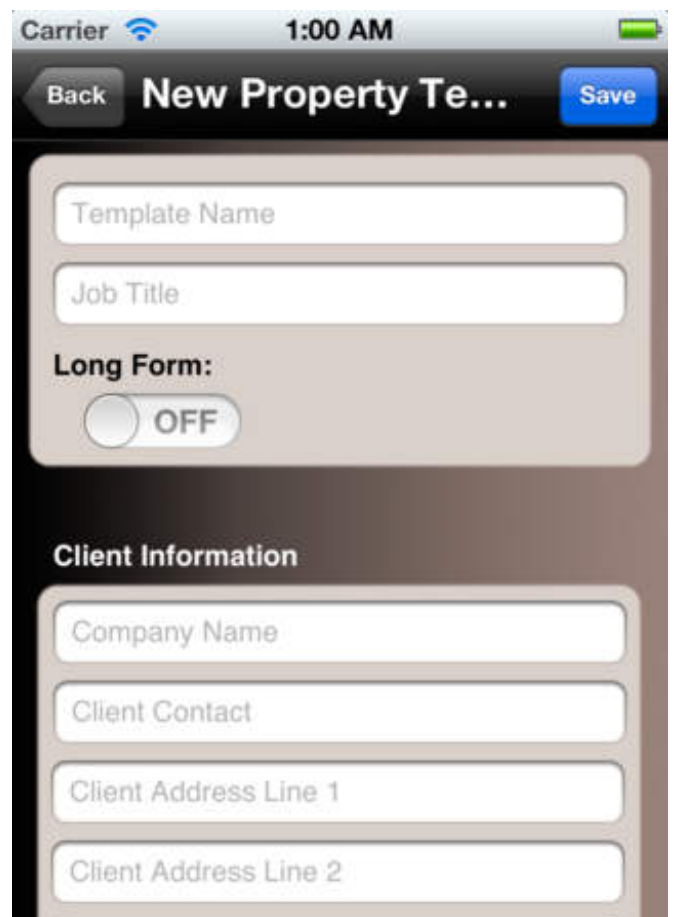 Carrier 1:00 AM
Back New Property Te... Save
Template Name
Job Title
Long Form:
OFF
Client Information
Company Name
Client Contact
Client Address Line 1
Client Address Line 2